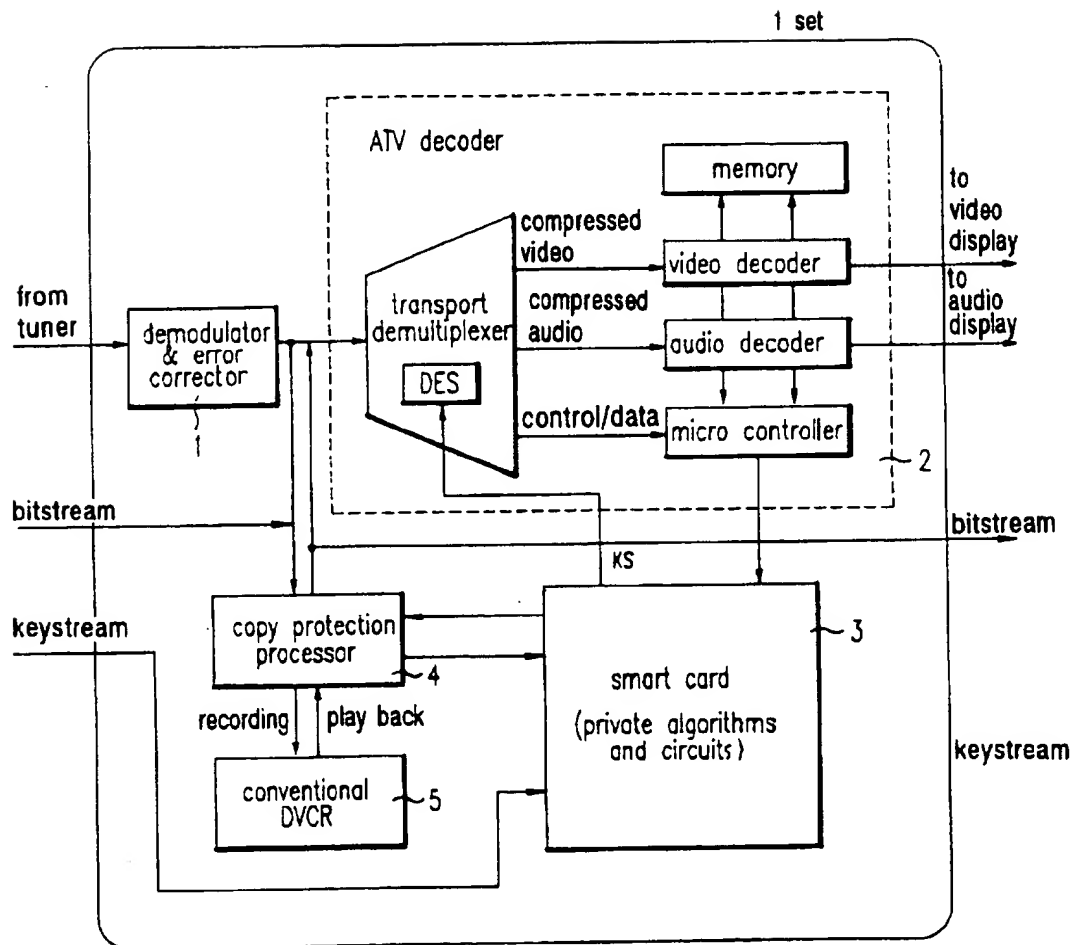 1 set
ATV decoder
memory
to
video
display
compressed
video
video decoder
from
tuner
transport
demultiplexer
compressed
audio
to
audio
display
demodulator
& error
corrector
1
audio decoder
DES
control/data
micro controller
2
bitstream
bitstream
KS
keystream
copy protection
processor
4
3
smart card
(private algorithms
and circuits)
recording
play back
keystream
conventional
DVCR
5